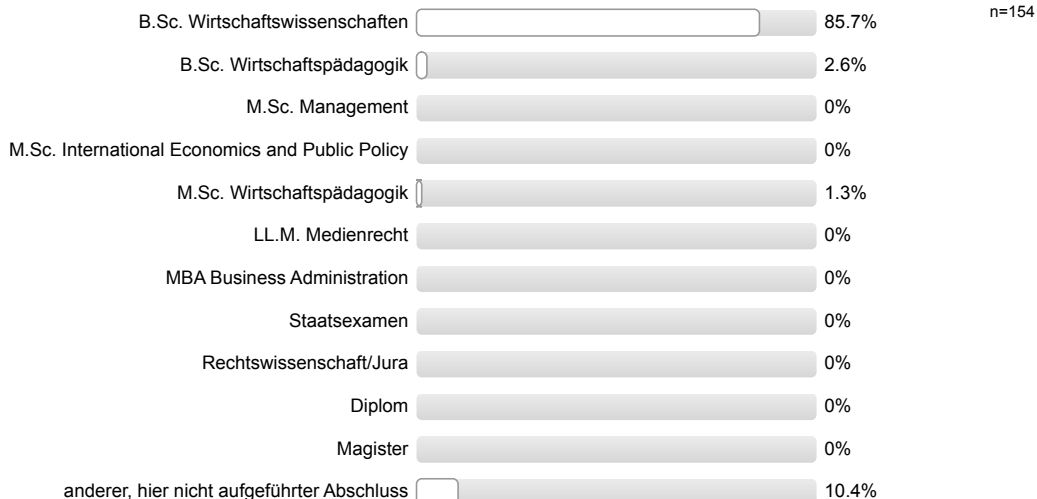 B.Sc. Wirtschaftswissenschaften 85.7% n=154
B.Sc. Wirtschaftspädagogik 2.6%
M.Sc. Management 0%
M.Sc. International Economics and Public Policy 0%
M.Sc. Wirtschaftspädagogik 1.3%
LL.M. Medienrecht 0%
MBA Business Administration 0%
Staatsexamen 0%
Rechtswissenschaft/Jura 0%
Diplom 0%
Magister 0%
anderer, hier nicht aufgeführter Abschluss 10.4%